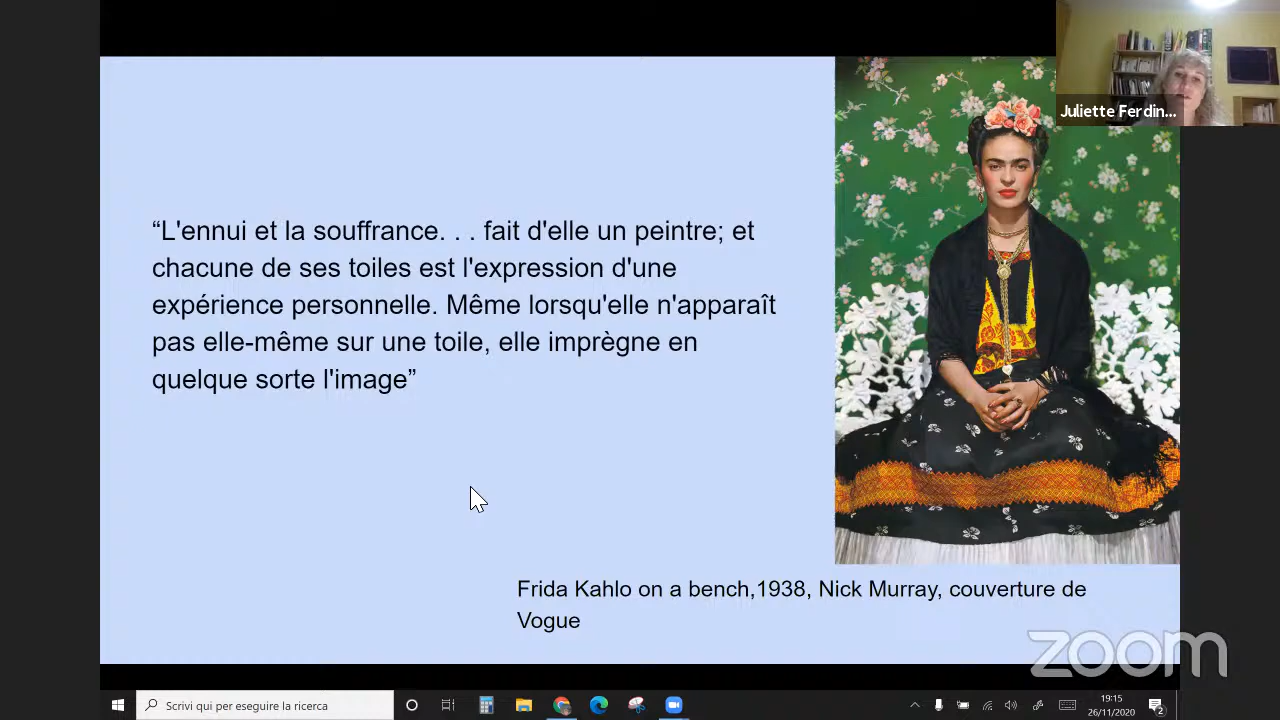 Juliette Ferdin...
“L'ennui et la souffrance. . . fait d'elle un peintre; et
chacune de ses toiles est l'expression d'une
expérience personnelle. Même lorsqu'elle n'apparaît
pas elle-même sur une toile, elle imprègne en
quelque sorte l'image”
Frida Kahlo on a bench,1938, Nick Murray, couverture de
Vogue
zoom
Scrivi qui per eseguire la ricerca
19:15
26/11/2020
2